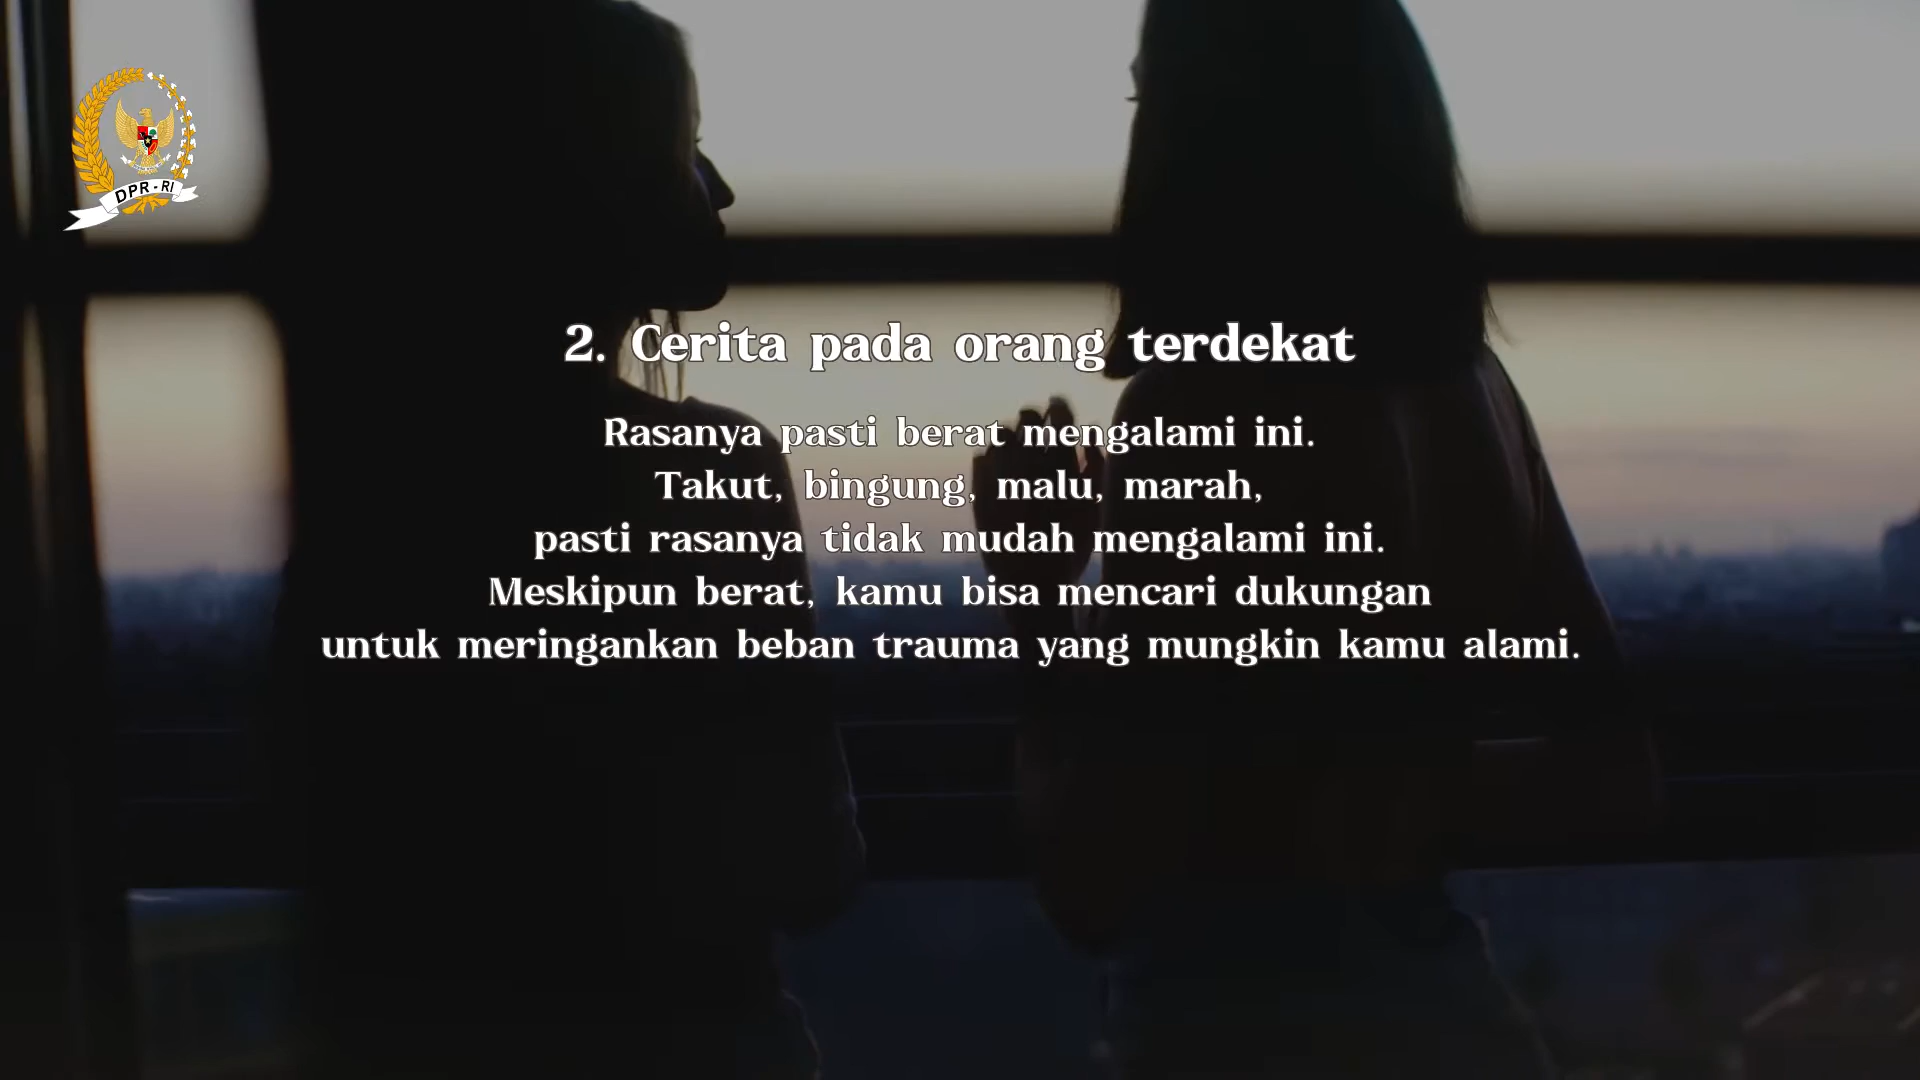 DPR-RI
2. Cerita pada orang terdekat
Rasanya pasti berat mengalami ini.
Takut, bingung, malu, marah,
pasti rasanya tidak mudah mengalami ini.
Meskipun berat, kamu bisa mencari dukungan
untuk meringankan beban trauma yang mungkin kamu alami.